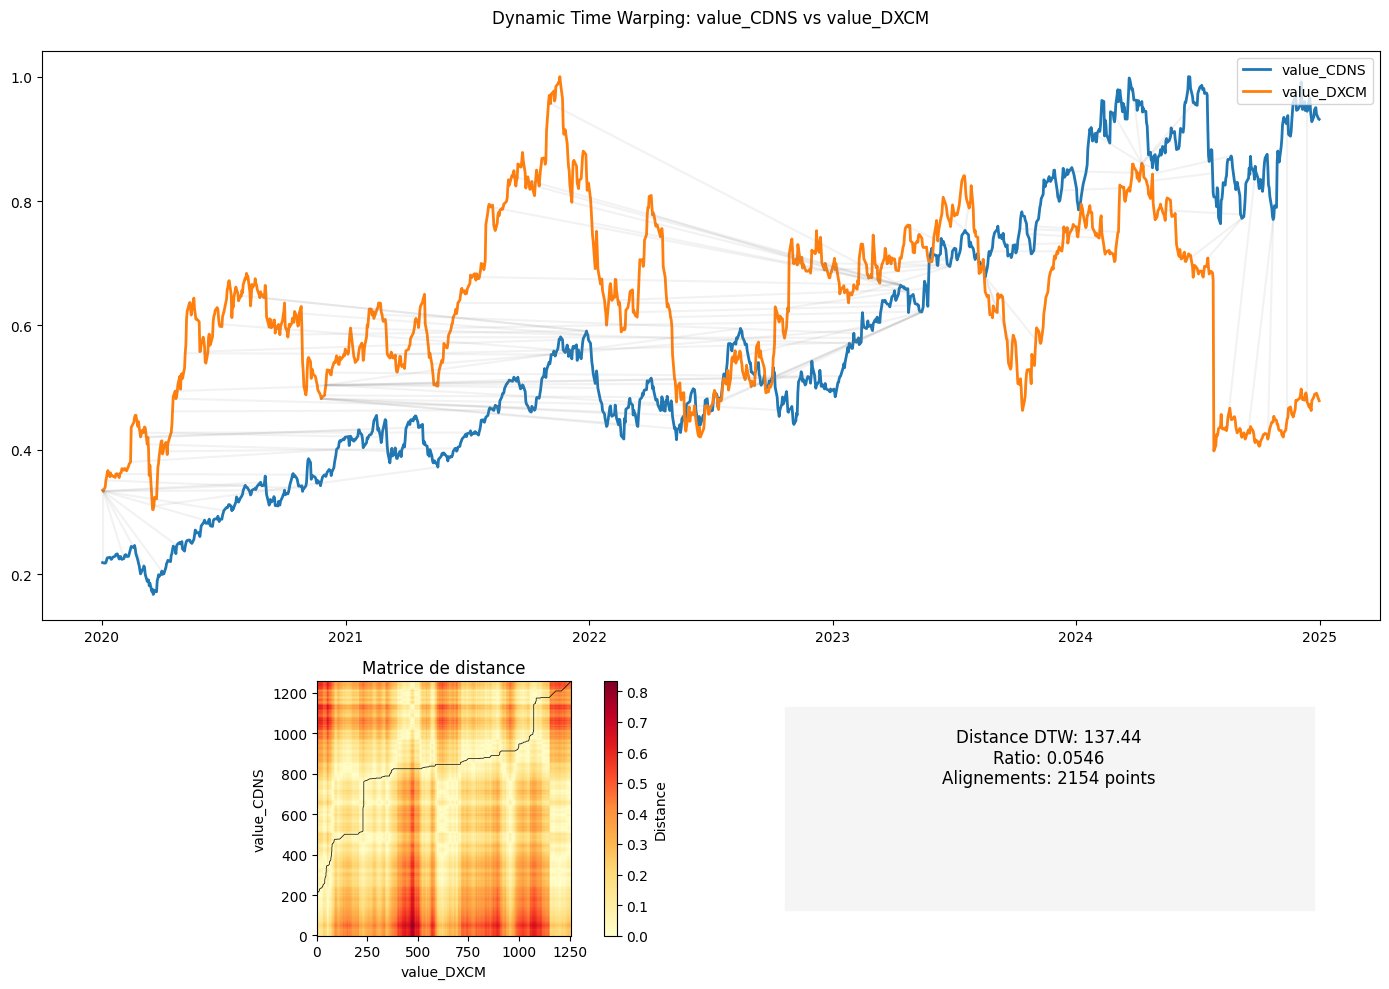 Dynamic Time Warping: value_CDNS vs value_DXCM
value_CDNS
value_DXCM
1.0
0.8
0.6
0.4
0.2
2020 2021 2022 2023 2024 2025
Matrice de distance
value_CDNS
1200
1000
800
600
400
200
0
0 250 500 750 1000 1250
value_DXCM
0.8
0.7
0.6
0.5
0.4
0.3
0.2
0.1
0.0
Distance
Distance DTW: 137.44
Ratio: 0.0546
Alignements: 2154 points